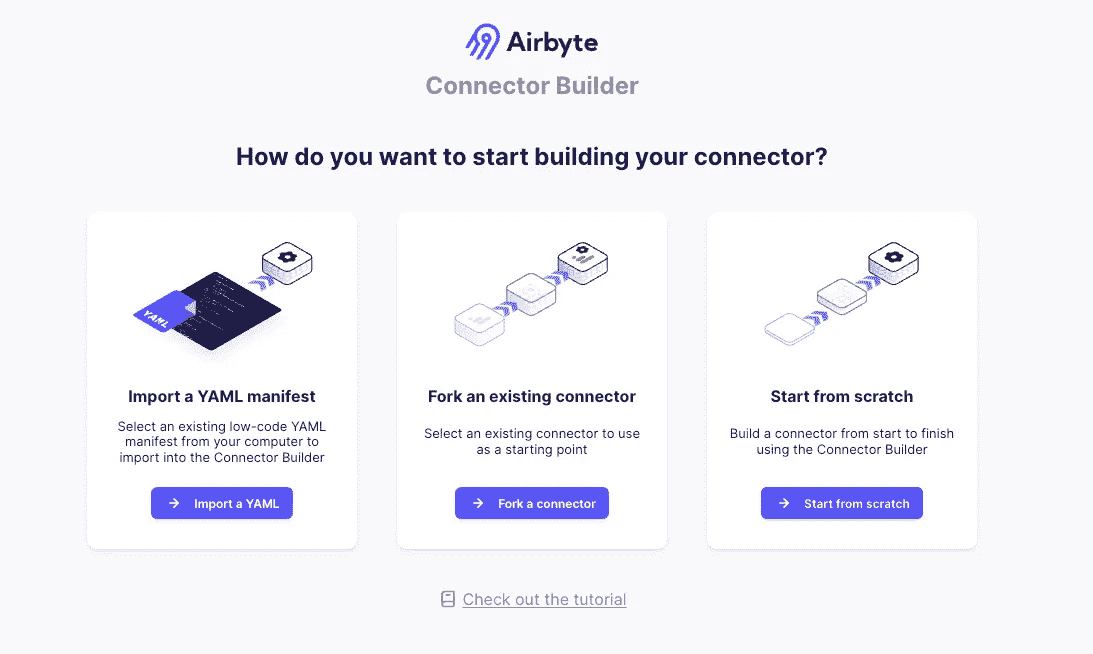 Airbyte
Connector Builder
How do you want to start building your connector?
YAML
Import a YAML manifest
Select an existing low-code YAML
manifest from your computer to
import into the Connector Builder
Import a YAML
Fork an existing connector
Select an existing connector to use
as a starting point
Fork a connector
Start from scratch
Build a connector from start to finish
using the Connector Builder
Start from scratch
Check out the tutorial